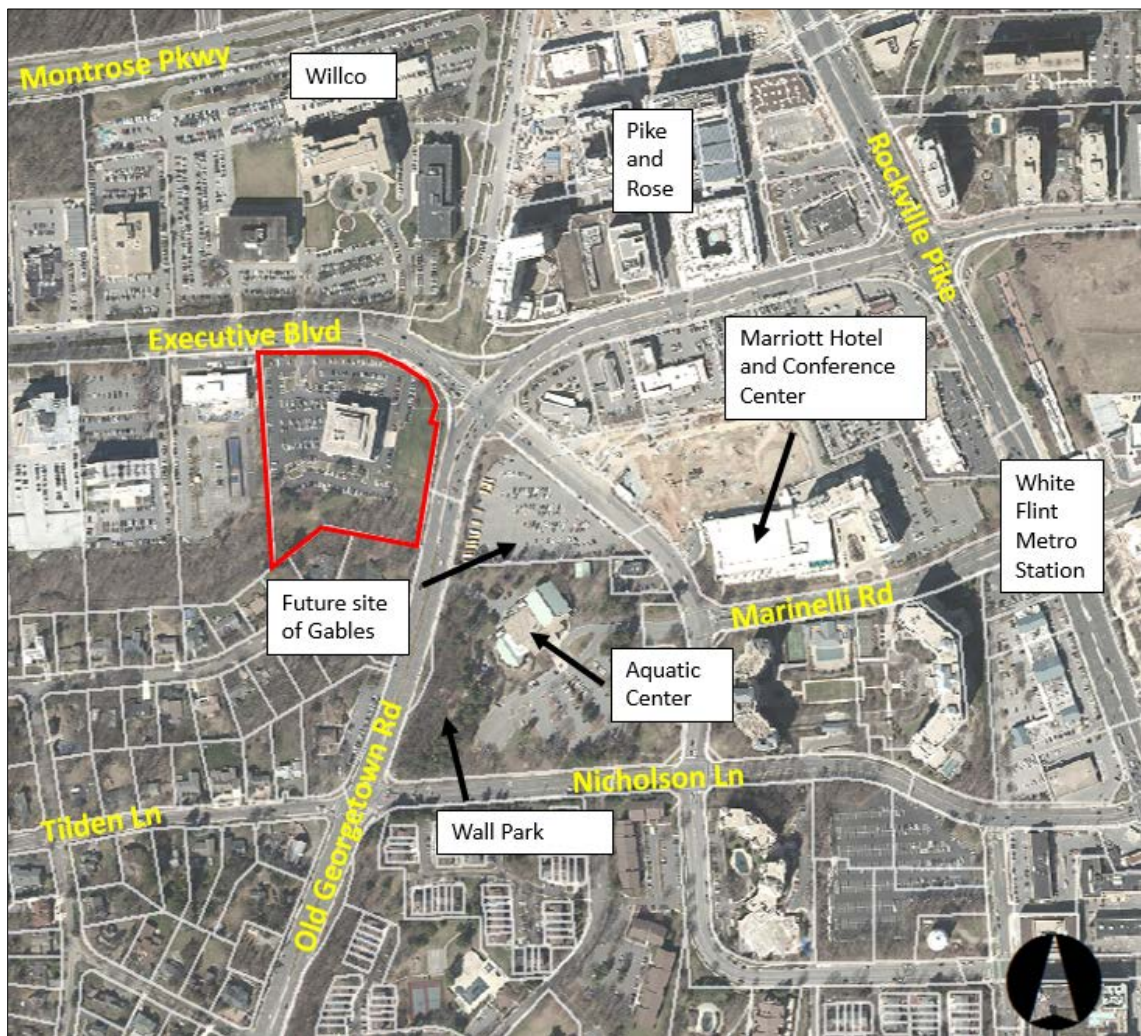 Montrose Pkwy
Willco
Pike
and
Rose
Rockville Pike
Executive Blvd
Marriott Hotel
and Conference
Center
White
Flint
Metro
Station
Future site
of Gables
Marinelli Rd
Aquatic
Center
Old Georgetown Rd
Nicholson Ln
Tilden Ln
Wall Park